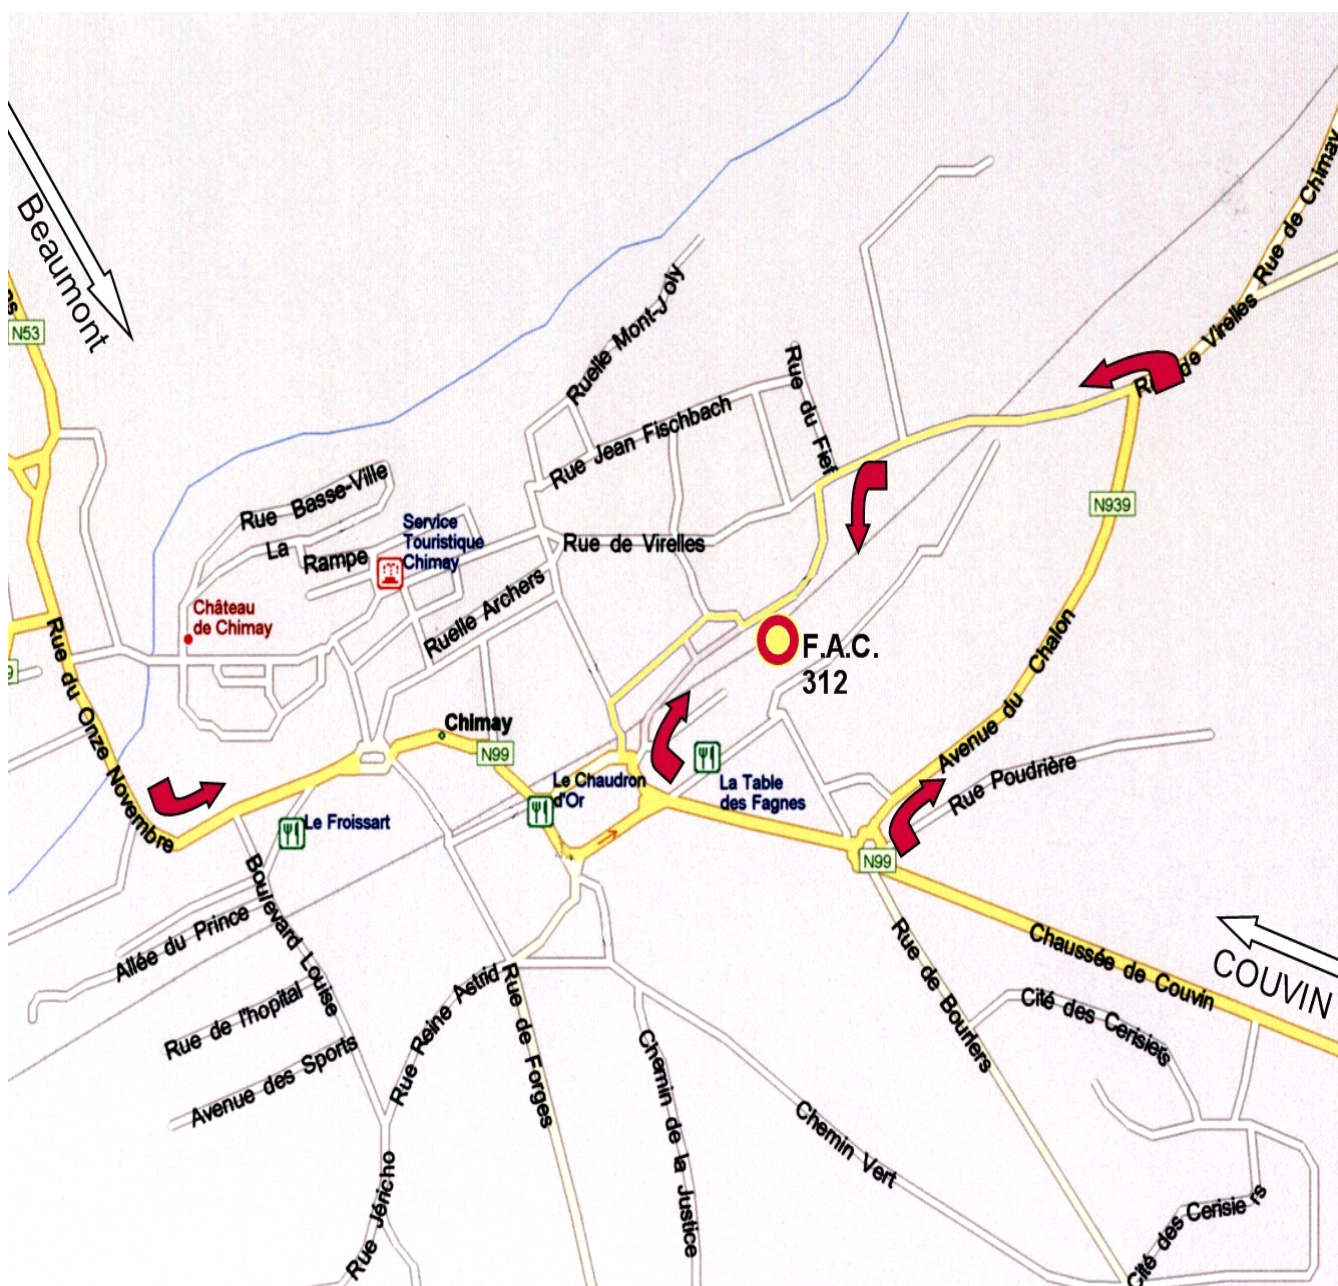 Beaumont
es
N53
Rue de Chimay
Rue de Virelles
Ruelle Mont-Joly
Rue du Fief
Rue Jean Fischbach
Rue Basse-Ville
La Rampe
Service
Touristique
Chimay
Rue de Virelles
N939
Ruelle Archers
Château
de Chimay
F.A.C.
312
Rue du Onze Novembre
9
Chimay
N99
Avenue du Chalon
Rue Poudrière
Le Chaudron
d'Or
La Table
des Fagnes
Le Froissart
N99
Boulevard Louise
Allée du Prince
Rue de l'hopital
Avenue des Sports
Rue Reine Astrid
Rue de Forges
Rue Jéricho
Chemin de la Justice
Chemin Vert
Rue de Bourlers
Chaussée de Couvin
COUVIN
Cité des Cerisiers
Cité des Cerisie rs